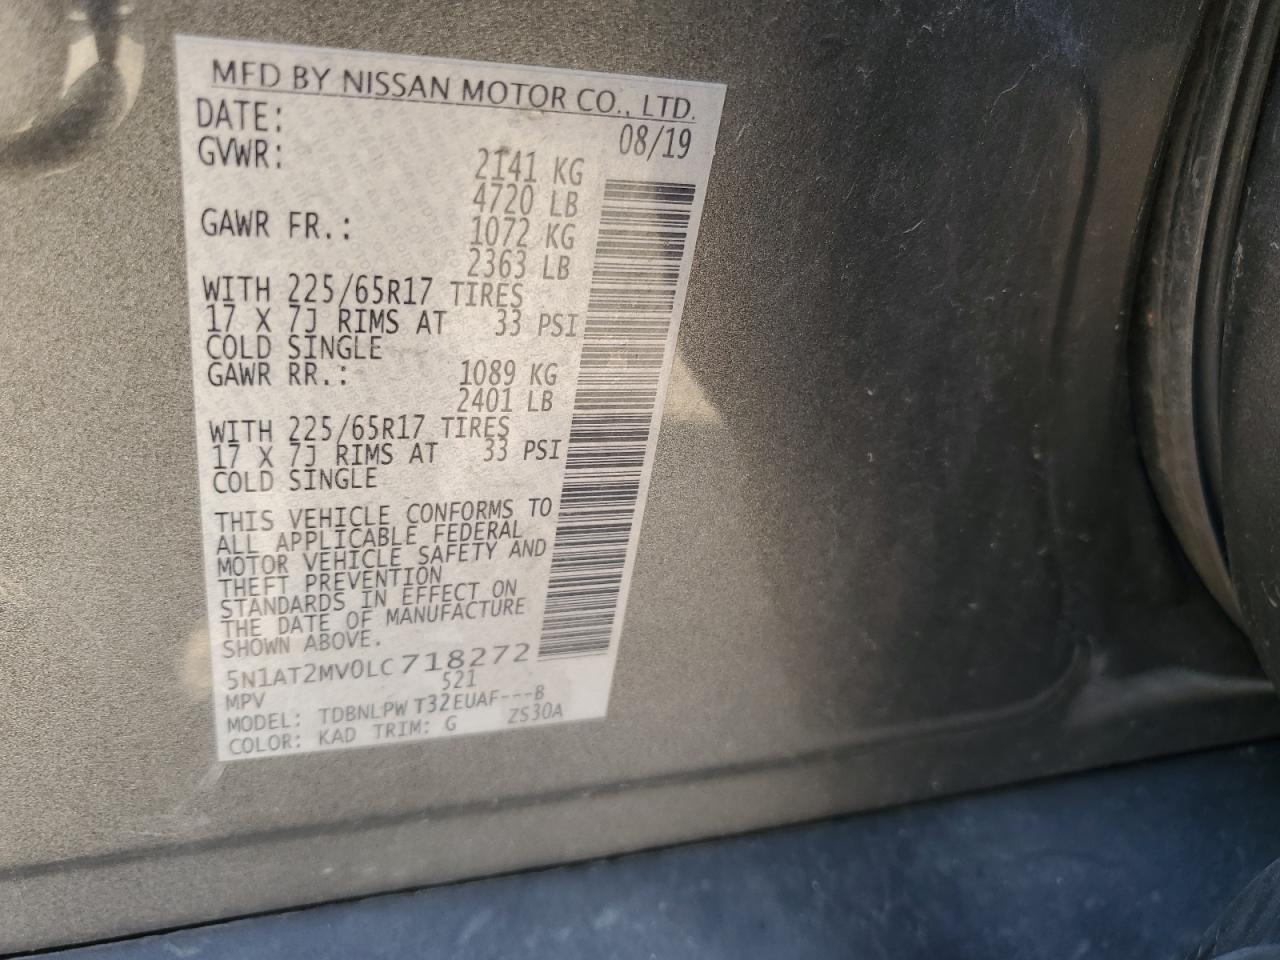 MFD BY NISSAN MOTOR CO., LTD.
DATE: 08/19
GVWR: 2141 KG
4720 LB
GAWR FR.: 1072 KG
2363 LB
WITH 225/65R17 TIRES
17 X 7J RIMS AT 33 PSI
COLD SINGLE
GAWR RR.: 1089 KG
2401 LB
WITH 225/65R17 TIRES
17 X 7J RIMS AT 33 PSI
COLD SINGLE
THIS VEHICLE CONFORMS TO
ALL APPLICABLE FEDERAL
MOTOR VEHICLE SAFETY AND
THEFT PREVENTION
STANDARDS IN EFFECT ON
THE DATE OF MANUFACTURE
SHOWN ABOVE.
5N1AT2MV0LC718272
MPV 521
MODEL: TDBNLPWT32EUAF---B
COLOR: KAD TRIM: G ZS30A